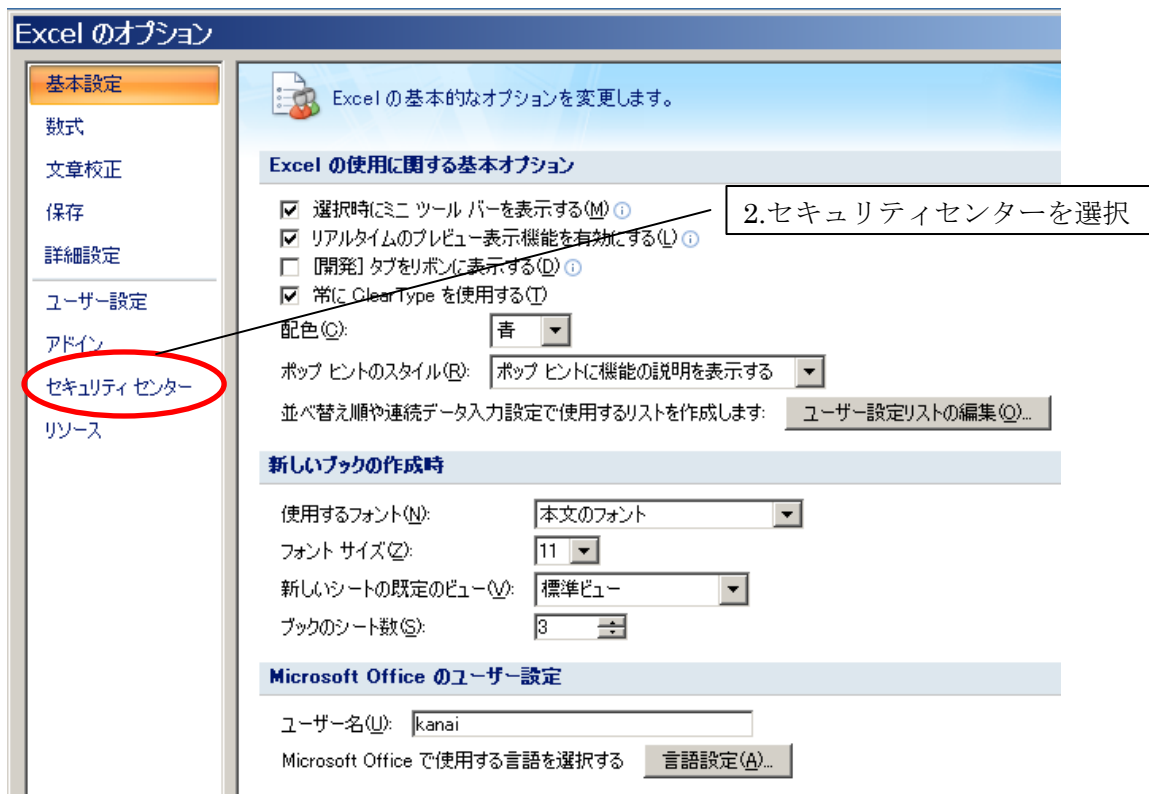 Excel のオプション
基本設定
数式
文章校正
保存
詳細設定
ユーザー設定
アドイン
セキュリティ センター
リソース
Excel の基本的なオプションを変更します。
Excel の使用に関する基本オプション
選択時にミニ ツール バーを表示する(M)
リアルタイムのプレビュー表示機能を有効にする(L)
[開発] タブをリボンに表示する(D)
常に ClearType を使用する(T)
配色(C): 青
ポップ ヒントのスタイル(R): ポップ ヒントに機能の説明を表示する
並べ替え順や連続データ入力設定で使用するリストを作成します: ユーザー設定リストの編集(O)...
2.セキュリティセンターを選択
新しいブックの作成時
使用するフォント(N): 本文のフォント
フォント サイズ(Z): 11
新しいシートの既定のビュー(V): 標準ビュー
ブックのシート数(S): 3
Microsoft Office のユーザー設定
ユーザー名(U): kanai
Microsoft Office で使用する言語を選択する 言語設定(A)...